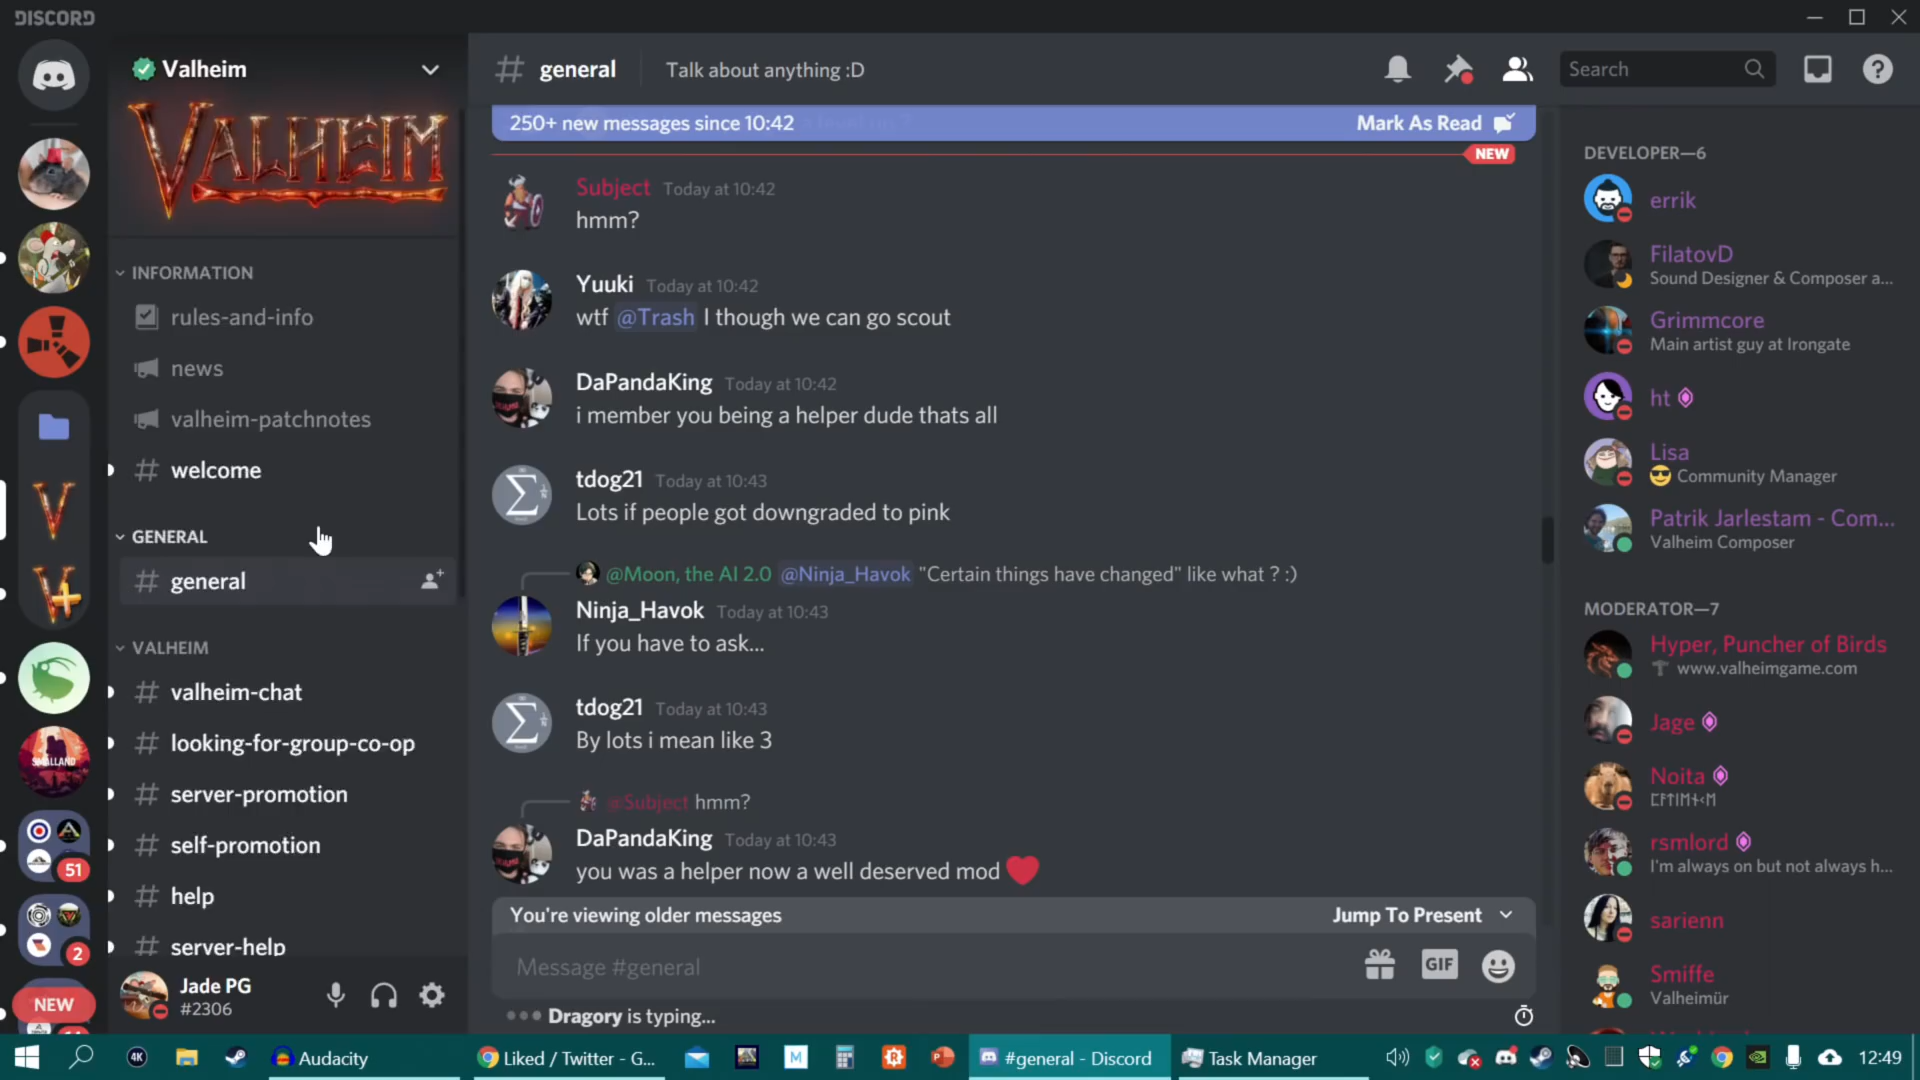 DISCORD
Valheim
VALHEIM
INFORMATION
rules-and-info
news
valheim-patchnotes
welcome
GENERAL
general
VALHEIM
valheim-chat
looking-for-group-co-op
server-promotion
self-promotion
help
server-help
SMALLAND
51
2
NEW
Jade PG
#2306
general
Talk about anything :D
Search
250+ new messages since 10:42
Mark As Read
NEW
Subject Today at 10:42
hmm?
Yuuki Today at 10:42
wtf @Trash I though we can go scout
DaPandaKing Today at 10:42
i member you being a helper dude thats all
tdog21 Today at 10:43
Lots if people got downgraded to pink
@Moon, the AI 2.0 @Ninja_Havok "Certain things have changed" like what ? :)
Ninja_Havok Today at 10:43
If you have to ask...
tdog21 Today at 10:43
By lots i mean like 3
@Subject hmm?
DaPandaKing Today at 10:43
you was a helper now a well deserved mod
You're viewing older messages
Jump To Present
Message #general
GIF
Dragory is typing...
DEVELOPER—6
errik
FilatovD
Sound Designer & Composer a...
Grimmcore
Main artist guy at Irongate
ht
Lisa
Community Manager
Patrik Jarlestam - Com...
Valheim Composer
MODERATOR—7
Hyper, Puncher of Birds
www.valheimgame.com
Jage
Noita
rsmlord
I'm always on but not always h...
sarienn
Smiffe
Valheimür
4K
Audacity
Liked / Twitter - G...
M
#general - Discord
Task Manager
12:49